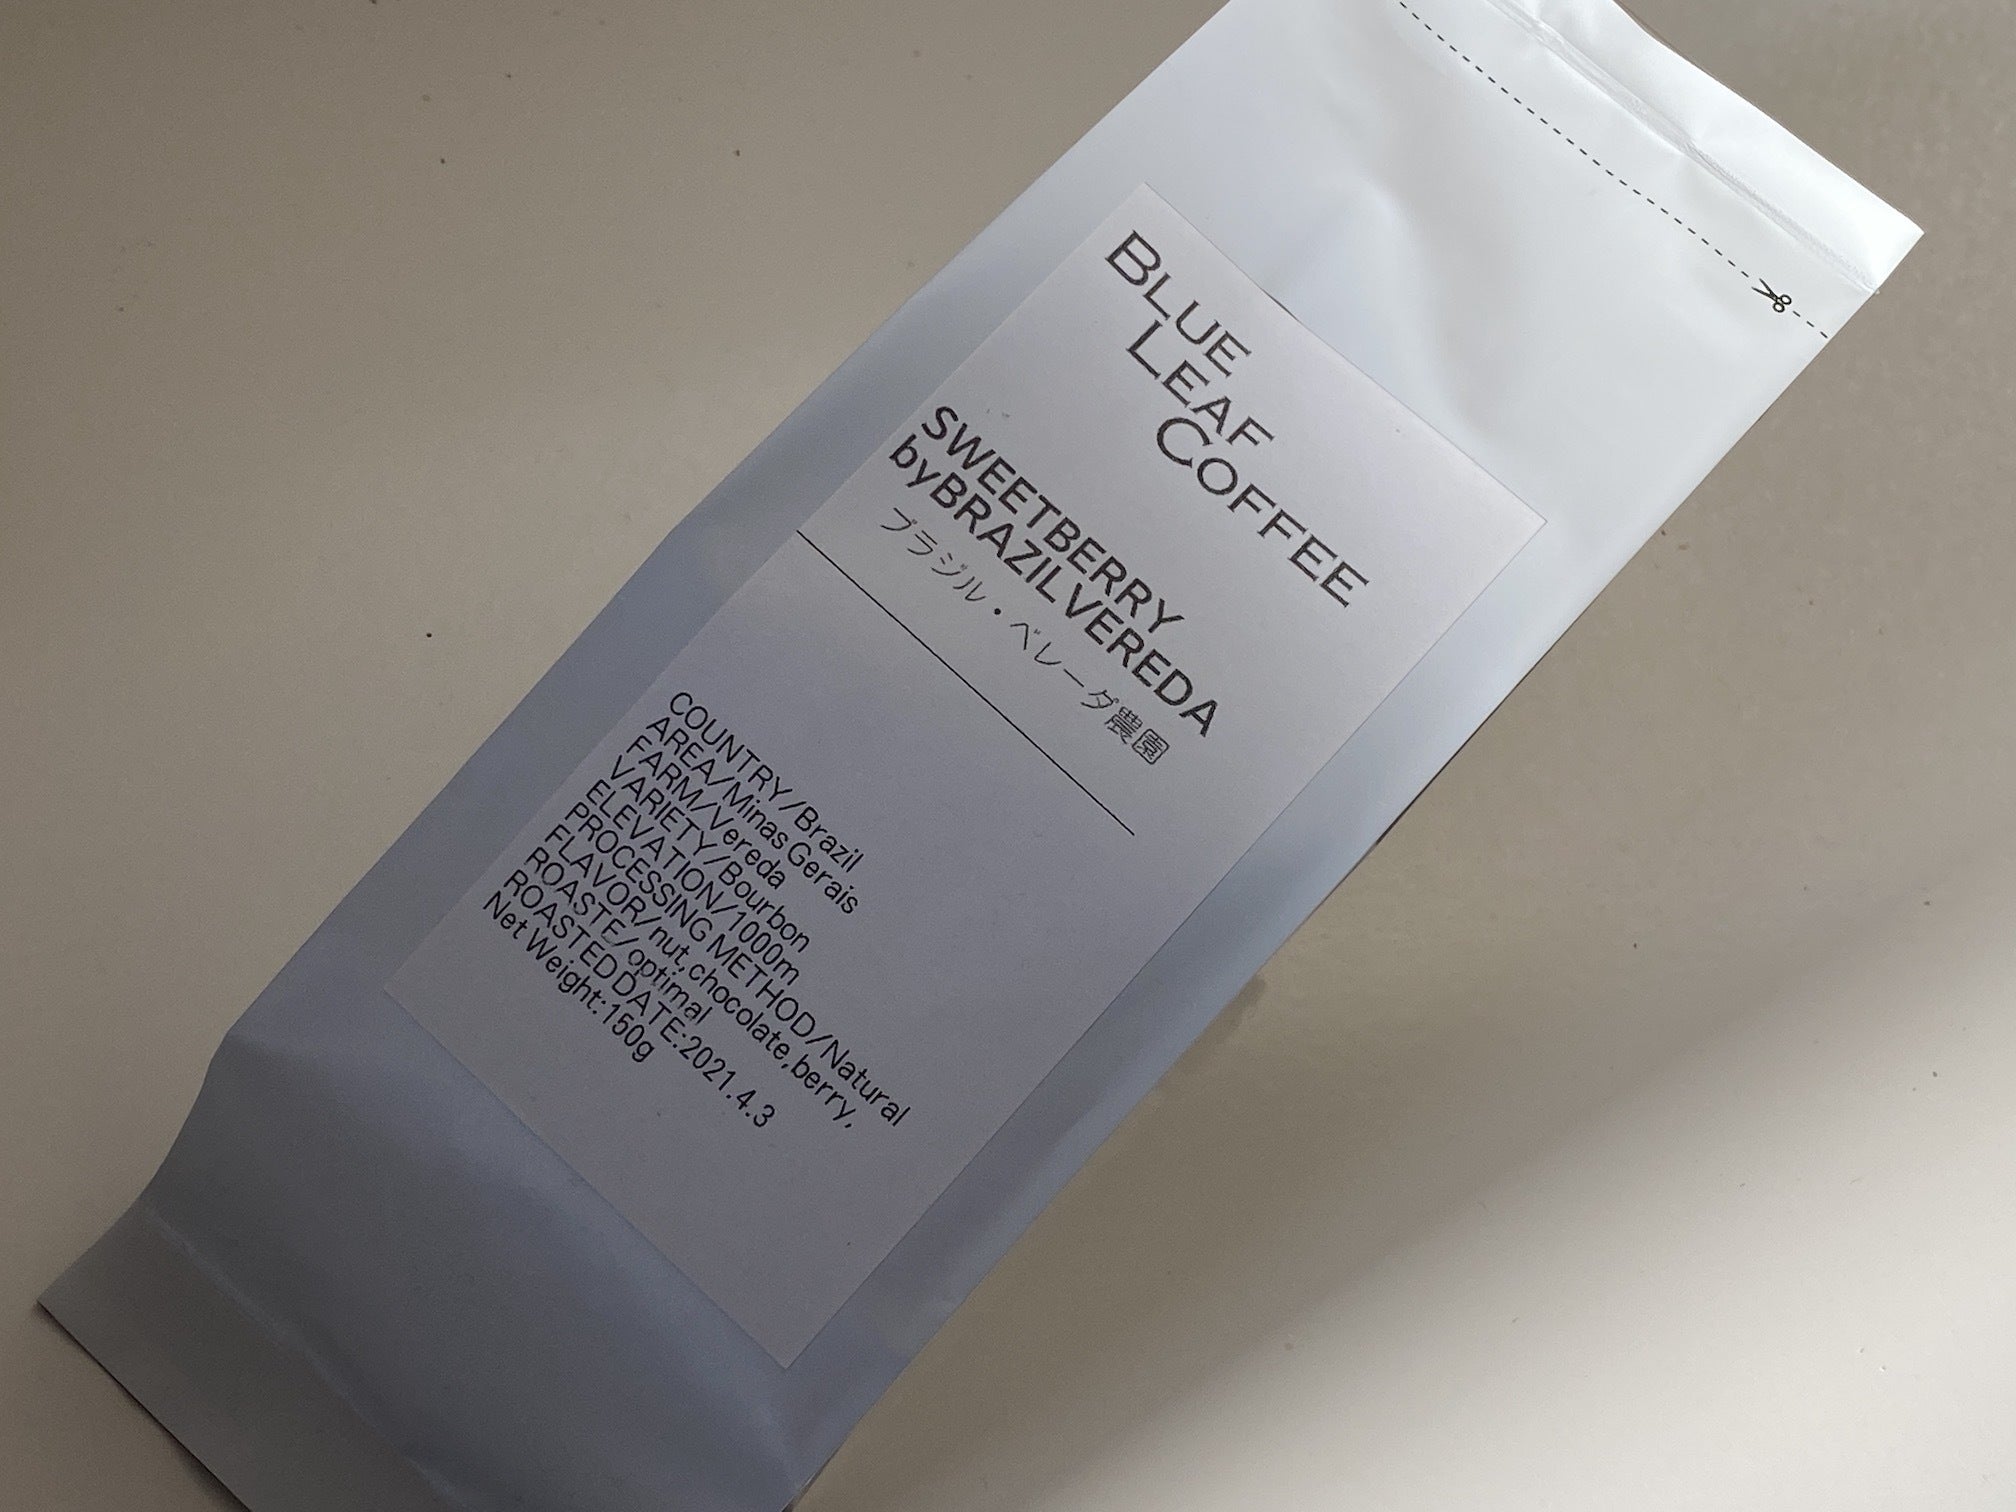 BLUE
LEAF
COFFEE
SWEETBERRY
byBRAZILVEREDA
ブラジル・ベレーダ農園
COUNTRY/Brazil
AREA/Minas Gerais
FARM/Vereda
VARIETY/Bourbon
ELEVATION/1000m
PROCESSING METHOD/Natural
FLAVOR/nut,chocolate,berry,
ROASTE/optimal
ROASTED DATE:2021.4.3
Net Weight:150g